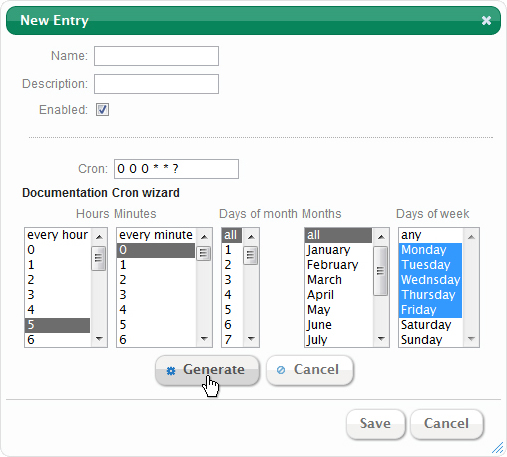 New Entry
Name:
Description:
Enabled:
Cron: 0 0 0 * * ?
Documentation Cron wizard
Hours Minutes Days of month Months Days of week
every hour every minute all all any
0 0 1 January Monday
1 1 2 February Tuesday
2 2 3 March Wednsday
3 3 4 April Thursday
4 4 5 May Friday
5 5 6 June Saturday
6 6 7 July Sunday
Generate Cancel
Save Cancel